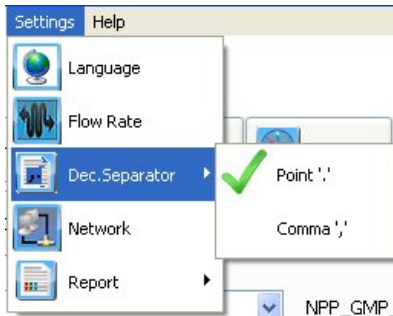 Settings Help
Language
Flow Rate
Dec.Separator
Point '.'
Comma ','
Network
Report
NPP_GMP_